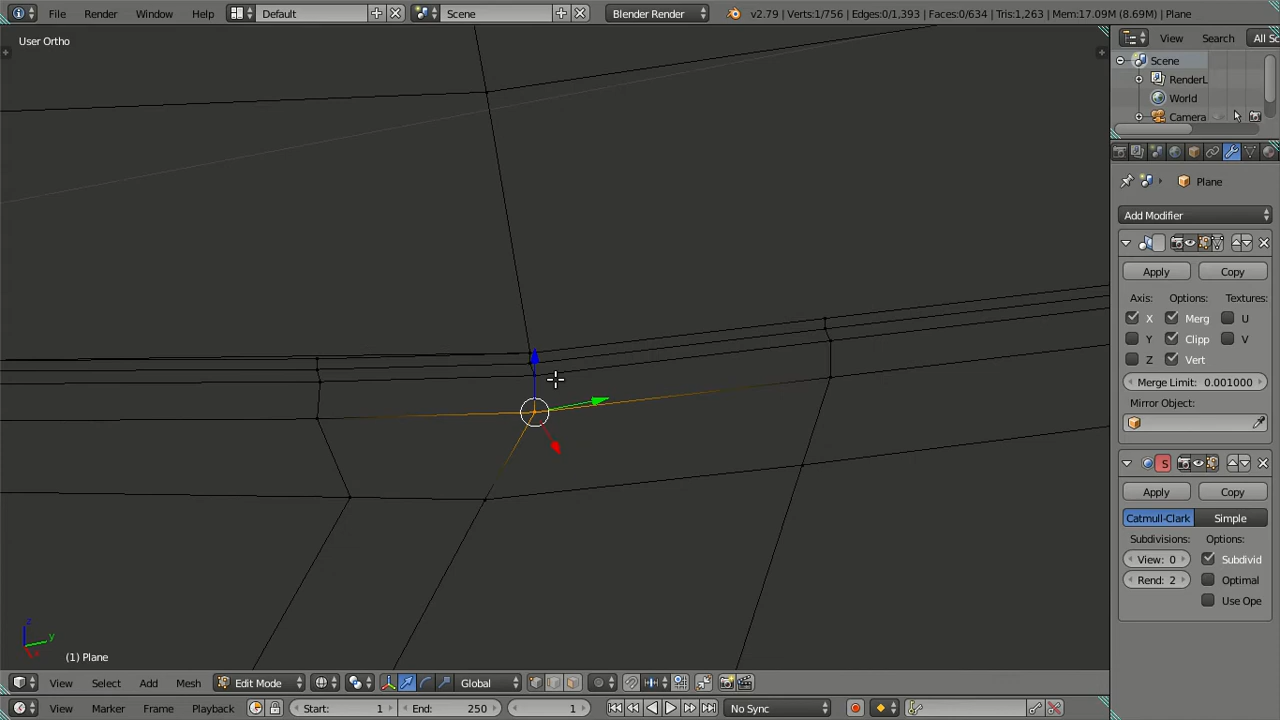 File Render Window Help Default Scene Blender Render v2.79 | Verts:1/756 | Edges:0/1,393 | Faces:0/634 | Tris:1,263 | Mem:17.09M (8.69M) | Plane
User Ortho
View Search All Sc
Scene
RenderL
World
Camera
Plane
Add Modifier
Apply Copy
Axis: Options: Textures:
X Merg U
Y Clipp V
Z Vert
Merge Limit: 0.001000
Mirror Object:
S
Apply Copy
Catmull-Clark Simple
Subdivisions: Options:
View: 0 Subdivid
Rend: 2 Optimal
Use Ope
z
y
x
(1) Plane
View Select Add Mesh Edit Mode Global
View Marker Frame Playback Start: 1 End: 250 1 No Sync